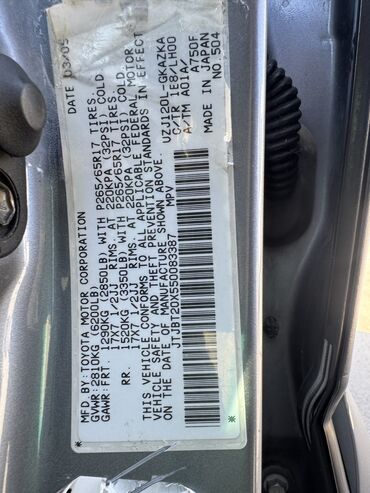 MFD.BY:TOYOTA MOTOR CORPORATION DATE 03/05
GVWR:2810KG(6200LB)
GAWR:FRT. 1290KG(2850LB) WITH P265/65R17 TIRES.
17X7 1/2JJ RIMS. AT 220KPA(32PSI) COLD
RR. 1520KG(3350LB) WITH P265/65R17 TIRES.
17X7 1/2JJ RIMS. AT 220KPA(32PSI) COLD
THIS VEHICLE CONFORMS TO ALL APPLICABLE FEDERAL MOTOR
VEHICLE SAFETY AND THEFT PREVENTION STANDARDS IN EFFECT
ON THE DATE OF MANUFACTURE SHOWN ABOVE.
JTJBT20X550083387 MPV
UZJ120L-GKAZKA
C/TR 1E8/LH00
A/TM A01A/ A750F
MADE IN JAPAN
NO.504